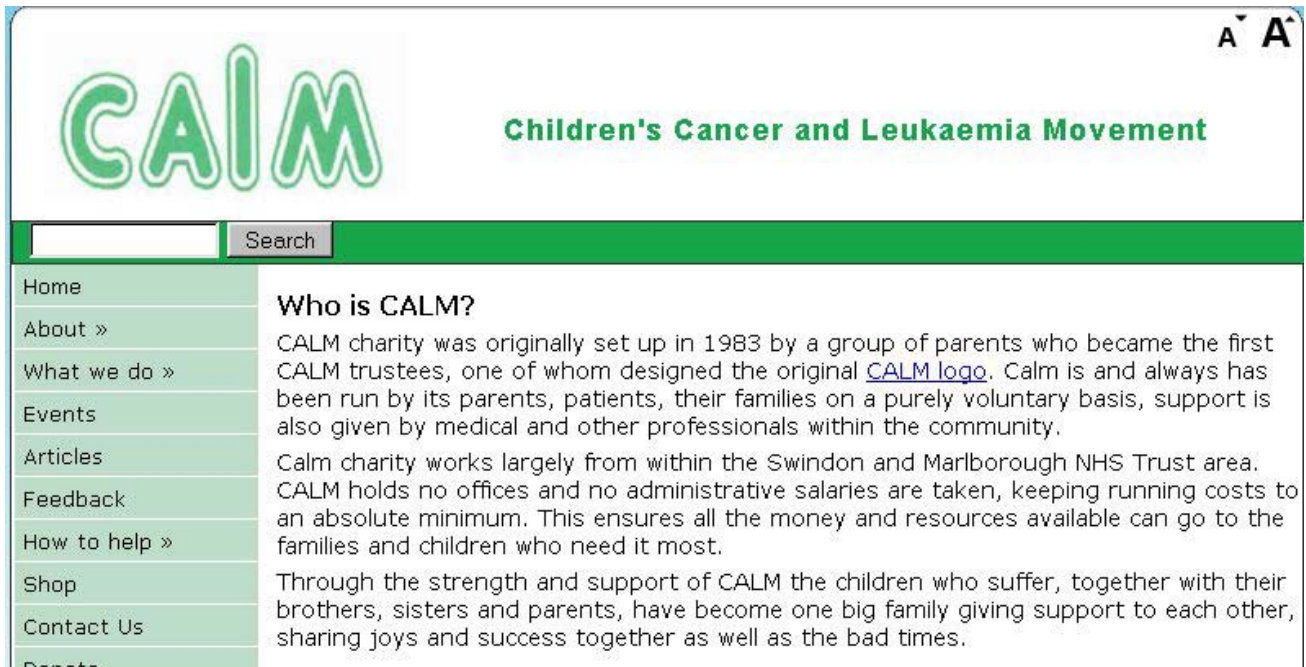 A A
CALM
Children's Cancer and Leukaemia Movement
Search
Home
About »
What we do »
Events
Articles
Feedback
How to help »
Shop
Contact Us
Donate
Who is CALM?
CALM charity was originally set up in 1983 by a group of parents who became the first
CALM trustees, one of whom designed the original CALM logo. Calm is and always has
been run by its parents, patients, their families on a purely voluntary basis, support is
also given by medical and other professionals within the community.
Calm charity works largely from within the Swindon and Marlborough NHS Trust area.
CALM holds no offices and no administrative salaries are taken, keeping running costs to
an absolute minimum. This ensures all the money and resources available can go to the
families and children who need it most.
Through the strength and support of CALM the children who suffer, together with their
brothers, sisters and parents, have become one big family giving support to each other,
sharing joys and success together as well as the bad times.